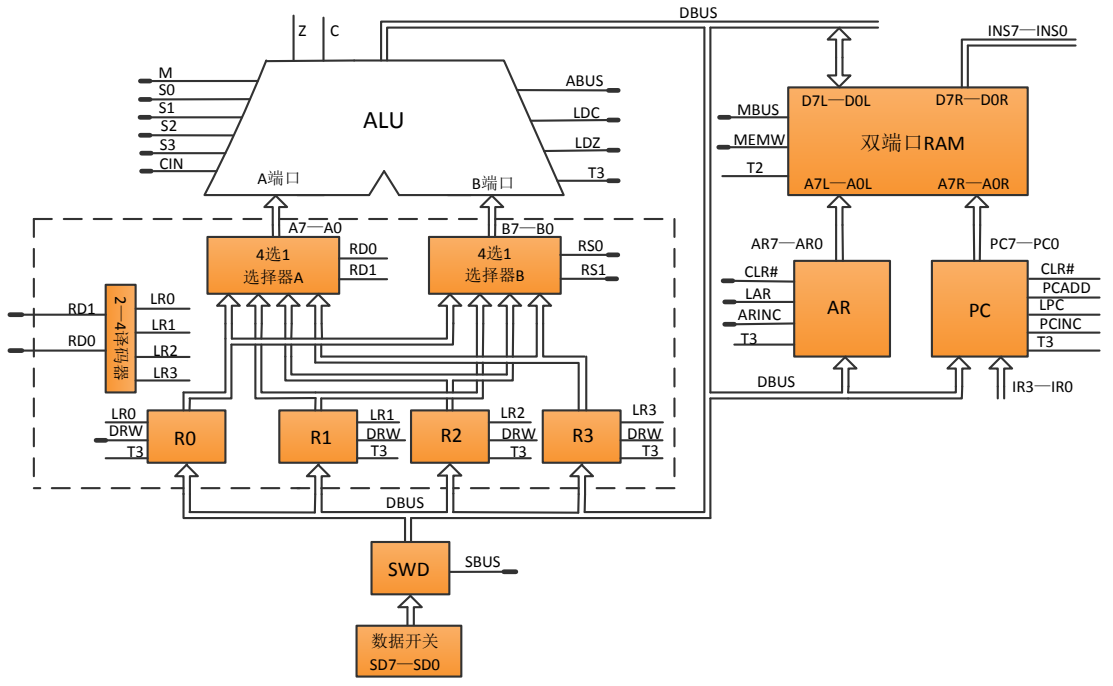 DBUS
Z
C
INS7—INS0
M
S0
S1
S2
S3
CIN
ALU
ABUS
LDC
LDZ
T3
A端口
B端口
D7L—D0L
D7R—D0R
双端口RAM
A7L—A0L
A7R—A0R
MBUS
MEMW
T2
A7—A0
B7—B0
4选1
选择器A
RD0
RD1
4选1
选择器B
RS0
RS1
AR7—AR0
PC7—PC0
CLR#
LAR
ARINC
T3
AR
PC
CLR#
PCADD
LPC
PCINC
T3
RD1
RD0
2—4译码器
LR0
LR1
LR2
LR3
DBUS
IR3—IR0
LR0
DRW
T3
R0
R1
LR1
DRW
T3
R2
LR2
DRW
T3
R3
LR3
DRW
T3
DBUS
SWD
SBUS
数据开关
SD7—SD0